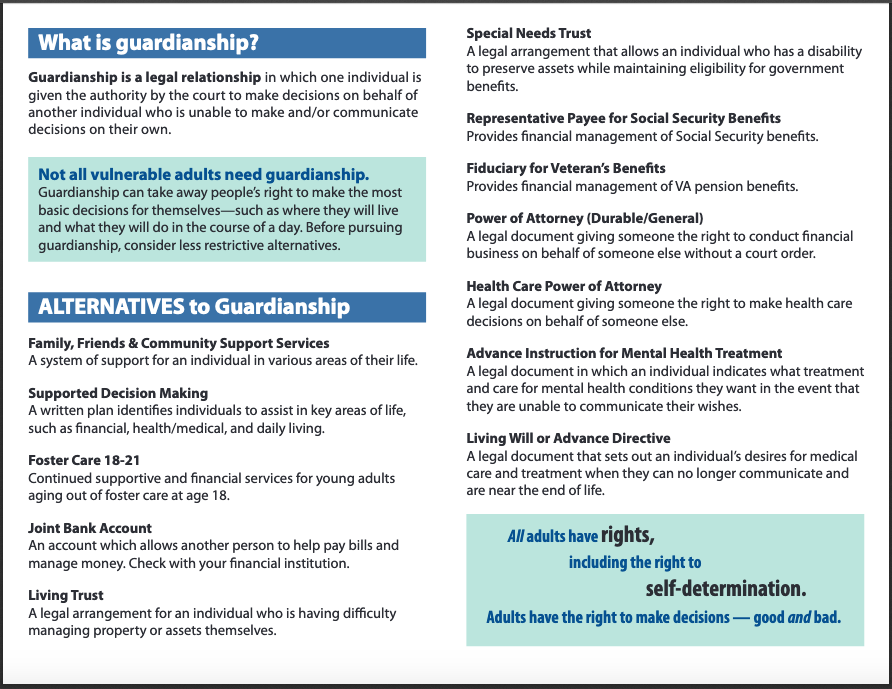 What is guardianship?
Guardianship is a legal relationship in which one individual is
given the authority by the court to make decisions on behalf of
another individual who is unable to make and/or communicate
decisions on their own.
Not all vulnerable adults need guardianship.
Guardianship can take away people’s right to make the most
basic decisions for themselves—such as where they will live
and what they will do in the course of a day. Before pursuing
guardianship, consider less restrictive alternatives.
ALTERNATIVES to Guardianship
Family, Friends & Community Support Services
A system of support for an individual in various areas of their life.
Supported Decision Making
A written plan identifies individuals to assist in key areas of life,
such as financial, health/medical, and daily living.
Foster Care 18-21
Continued supportive and financial services for young adults
aging out of foster care at age 18.
Joint Bank Account
An account which allows another person to help pay bills and
manage money. Check with your financial institution.
Living Trust
A legal arrangement for an individual who is having difficulty
managing property or assets themselves.
Special Needs Trust
A legal arrangement that allows an individual who has a disability
to preserve assets while maintaining eligibility for government
benefits.
Representative Payee for Social Security Benefits
Provides financial management of Social Security benefits.
Fiduciary for Veteran’s Benefits
Provides financial management of VA pension benefits.
Power of Attorney (Durable/General)
A legal document giving someone the right to conduct financial
business on behalf of someone else without a court order.
Health Care Power of Attorney
A legal document giving someone the right to make health care
decisions on behalf of someone else.
Advance Instruction for Mental Health Treatment
A legal document in which an individual indicates what treatment
and care for mental health conditions they want in the event that
they are unable to communicate their wishes.
Living Will or Advance Directive
A legal document that sets out an individual’s desires for medical
care and treatment when they can no longer communicate and
are near the end of life.
All adults have rights,
including the right to
self-determination.
Adults have the right to make decisions — good and bad.